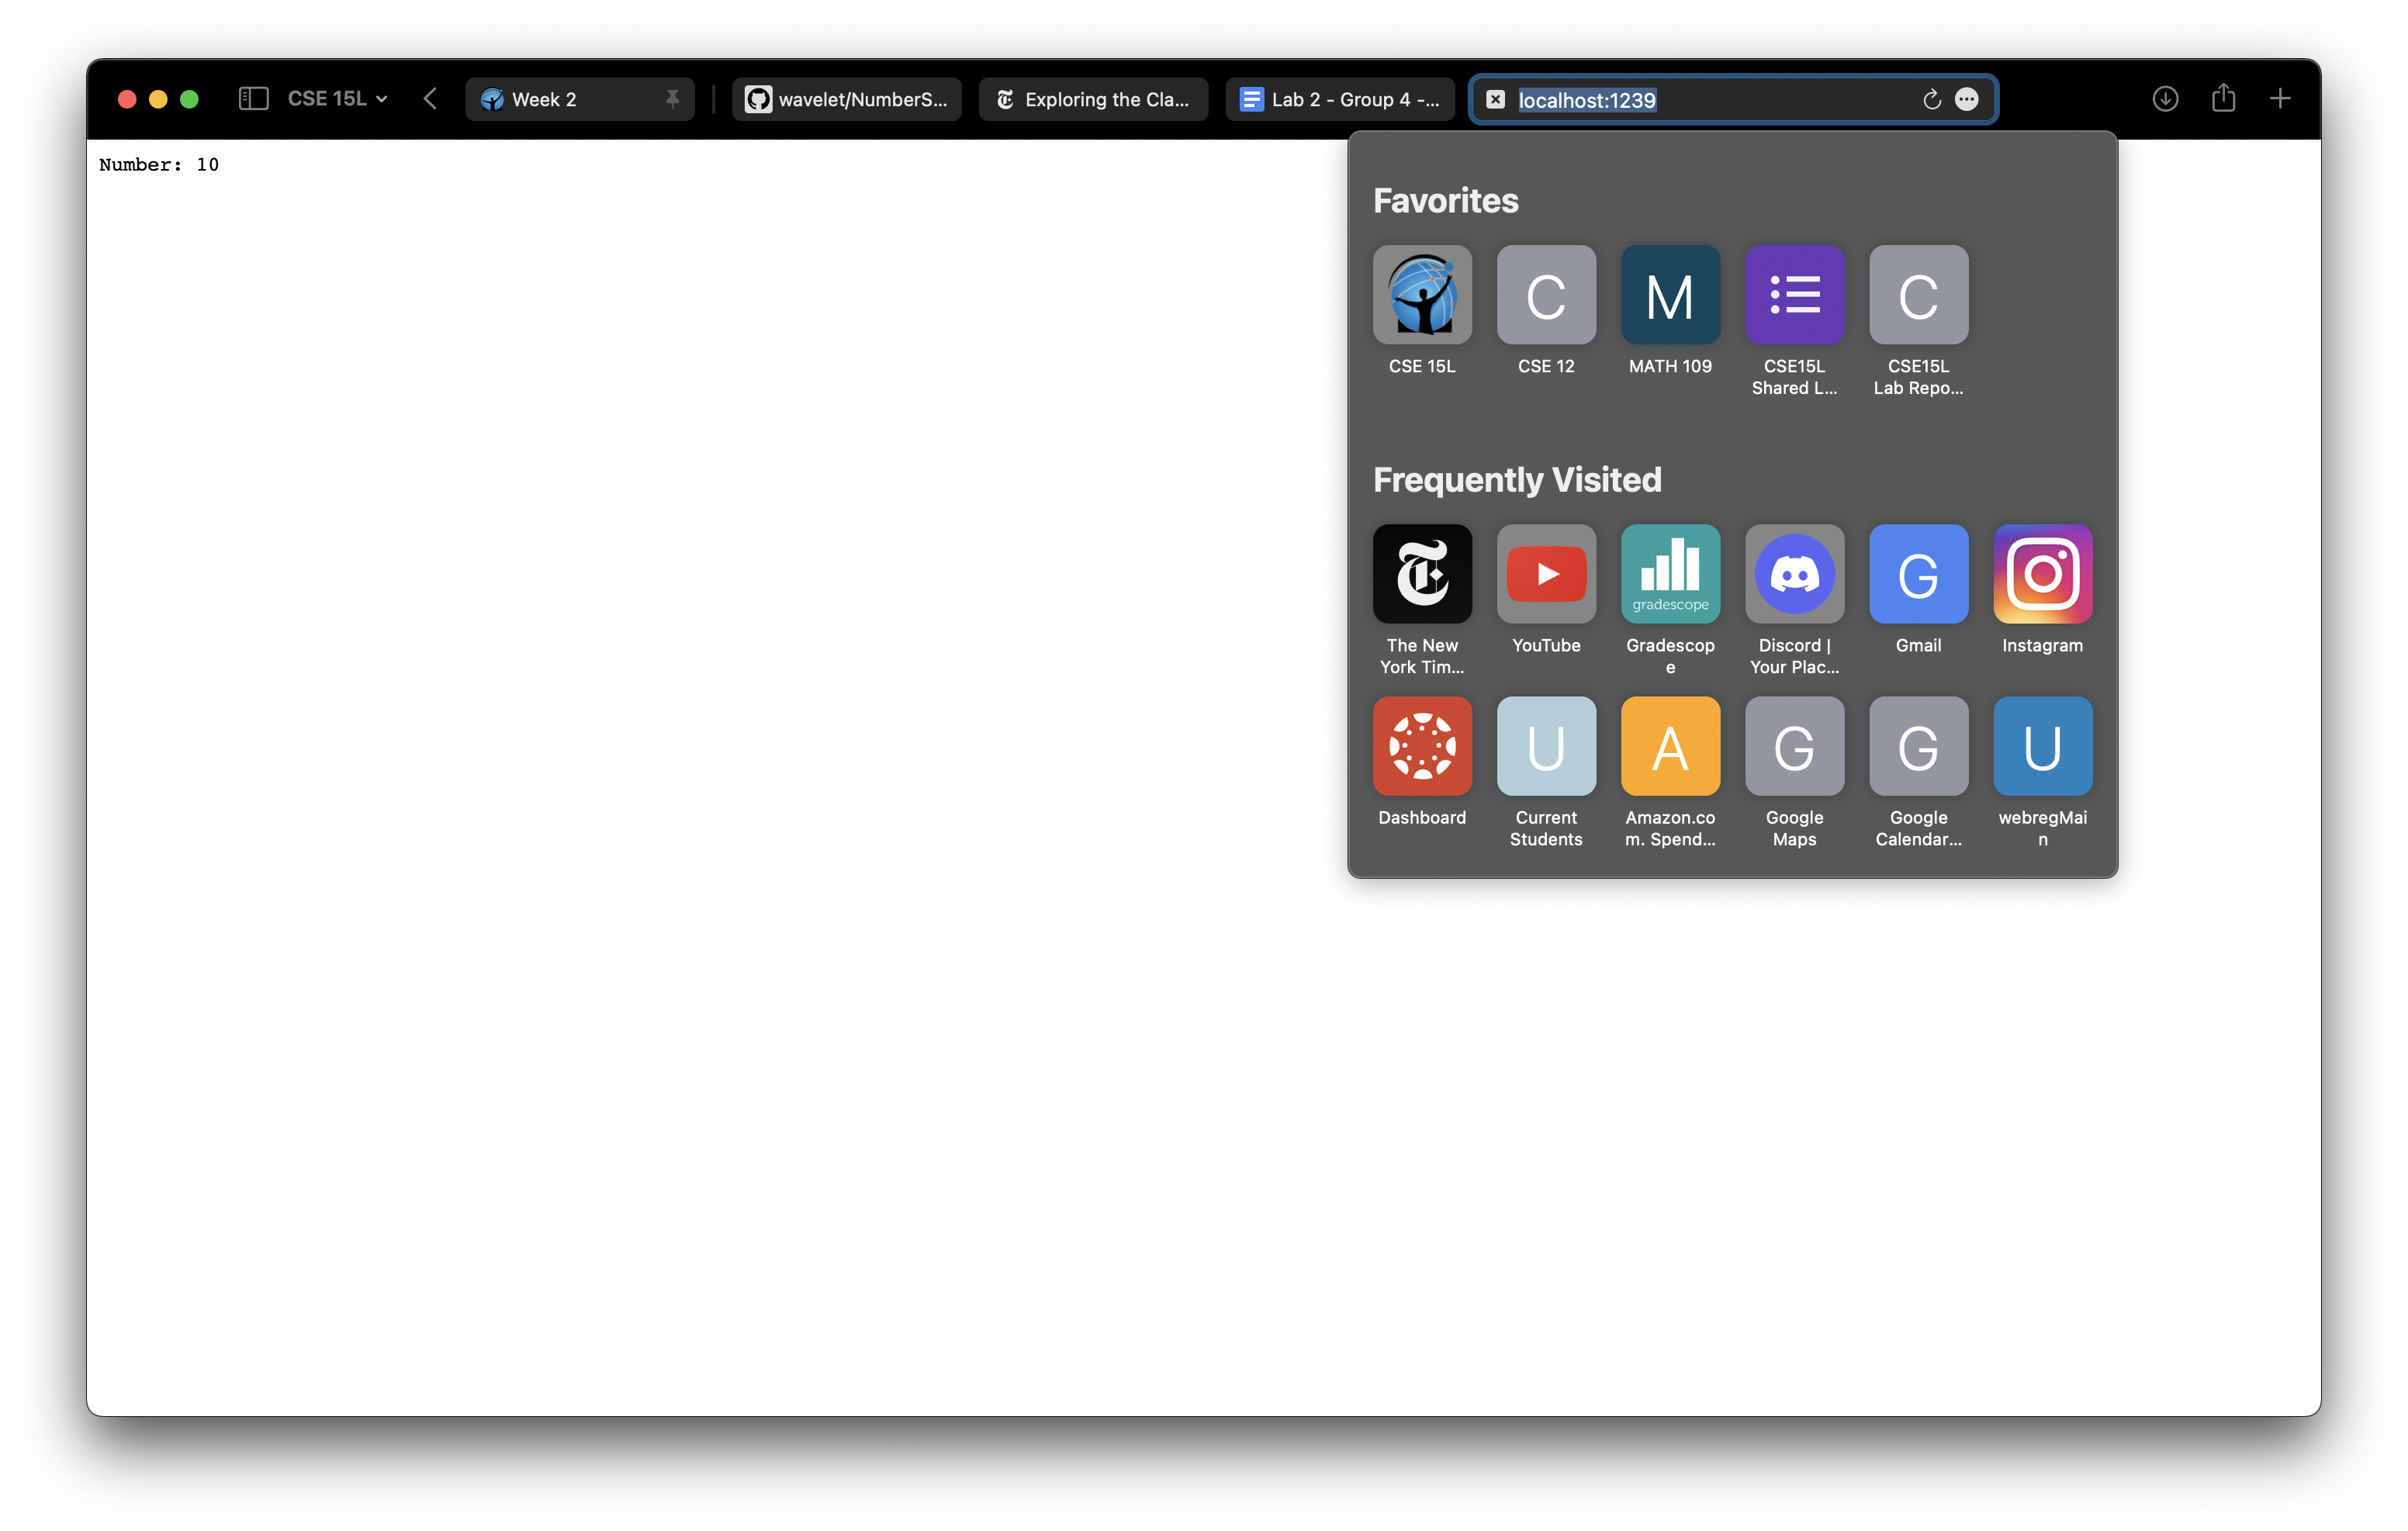 CSE 15L
Week 2
wavelet/NumberS...
Exploring the Cla...
Lab 2 - Group 4 -...
localhost:1239
Number: 10
Favorites
C
M
C
CSE 15L
CSE 12
MATH 109
CSE15L
Shared L...
CSE15L
Lab Repo...
Frequently Visited
T
gradescope
G
The New
York Tim...
YouTube
Gradescop
e
Discord |
Your Plac...
Gmail
Instagram
U
A
G
G
U
Dashboard
Current
Students
Amazon.co
m. Spend...
Google
Maps
Google
Calendar...
webregMai
n